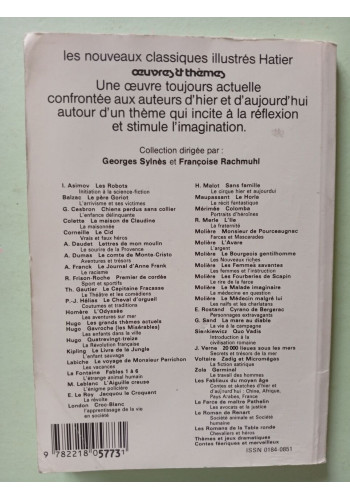 les nouveaux classiques illustrés Hatier
œuvres & thèmes
Une œuvre toujours actuelle
confrontée aux auteurs d'hier et d'aujourd'hui
autour d'un thème qui incite à la réflexion
et stimule l'imagination.
Collection dirigée par :
Georges Sylnès et Françoise Rachmuhl
I. Asimov Les Robots
Initiation à la science-fiction
Balzac Le père Goriot
L'arrivisme et ses victimes
G. Cesbron Chiens perdus sans collier
L'enfance délinquante
Colette La maison de Claudine
La maisonnée
Corneille Le Cid
Vrais et faux héros
A. Daudet Lettres de mon moulin
Le sourire de la Provence
A. Dumas Le comte de Monte-Cristo
Aventures et trésors
A. Franck Le Journal d'Anne Frank
Le racisme
R. Frison-Roche Premier de cordée
Sport et sportifs
Th. Gautier Le Capitaine Fracasse
Le Théâtre et les comédiens
P.-J. Hélias Le Cheval d'orgueil
Coutumes et traditions
Homère L'Odyssée
Les aventures sur mer
Hugo Les grands thèmes actuels
Hugo Gavroche (les Misérables)
Les enfants dans la ville
Hugo Quatrevingt-treize
La Révolution française
Kipling Le Livre de la Jungle
L'enfant sauvage
Labiche Le voyage de Monsieur Perrichon
Les vacances
La Fontaine Fables 1 à 6
L'étrange animal humain
M. Leblanc L'Aiguille creuse
L'énigme policière
E. Le Roy Jacquou le Croquant
La révolte
London Croc-Blanc
l'apprentissage de la vie
en société
H. Malot Sans famille
Le cirque hier et aujourd'hui
Maupassant Le Horla
Le récit fantastique
Mérimée Colomba
Portraits d'héroïnes
R. Merle L'île
La fraternité
Molière Monsieur de Pourceaugnac
Farces et Mascarades
Molière L'Avare
L'argent
Molière Le Bourgeois gentilhomme
Les Nouveaux riches
Molière Les Femmes savantes
Les femmes et l'instruction
Molière Les Fourberies de Scapin
Le rire de la farce
Molière Le Malade imaginaire
La médecine en question
Molière Le Médecin malgré lui
Les naïfs et les charlatans
E. Rostand Cyrano de Bergerac
L'extravagance
G. Sand La mare au diable
La vie à la campagne
Sienkiewicz Quo Vadis
Introduction à la
civilisation romaine
J. Verne 20 000 lieues sous les mers
Secrets et trésors de la mer
Voltaire Zadig et Micromégas
En fiction satirique
Zola Germinal
Le travail des hommes
Les Fabliaux du moyen Age
Contes et sketches d'hier et
d'aujourd'hui : Chine, Afrique,
Pays Arabes, France
La Farce de maître Pathelin
Les avocats et la justice
Le Roman de Renart
Société animale et Société
humaine
Les Romans de la Table ronde
Chevaliers et héros
Thèmes et jeux dramatiques
Contes féeriques et merveilleux
ISSN 0184-0851
9 782218 057731